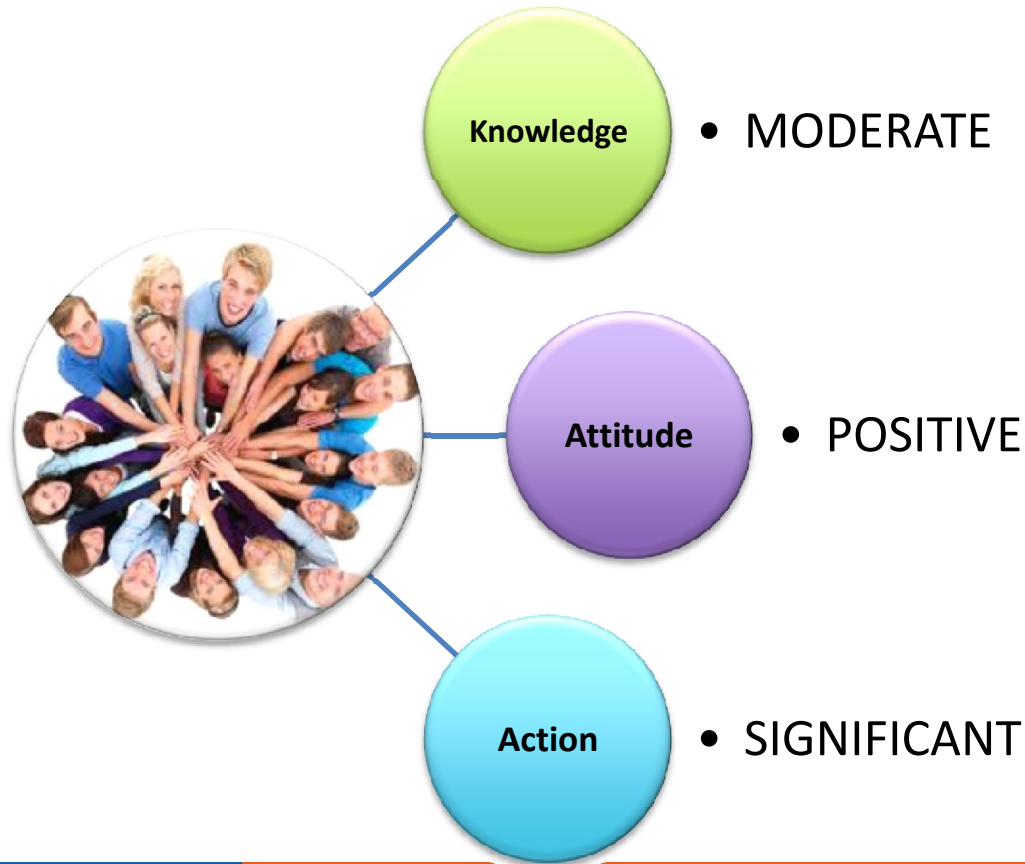 Knowledge
• MODERATE
Attitude
• POSITIVE
Action
• SIGNIFICANT